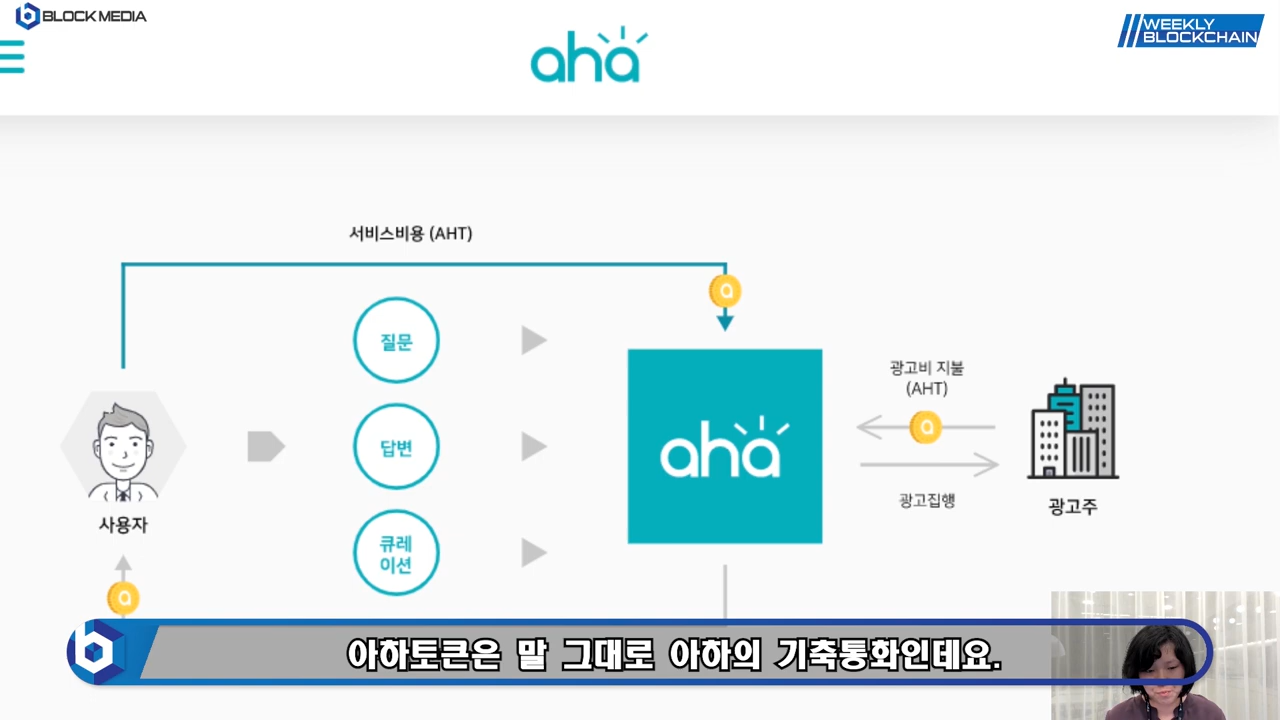 BLOCK MEDIA
aha
WEEKLY
BLOCKCHAIN
서비스비용 (AHT)
a
질문
답변
큐레
이션
사용자
a
aha
광고비 지불
(AHT)
a
광고집행
광고주
b
아하토큰은 말 그대로 아하의 기축통화인데요.